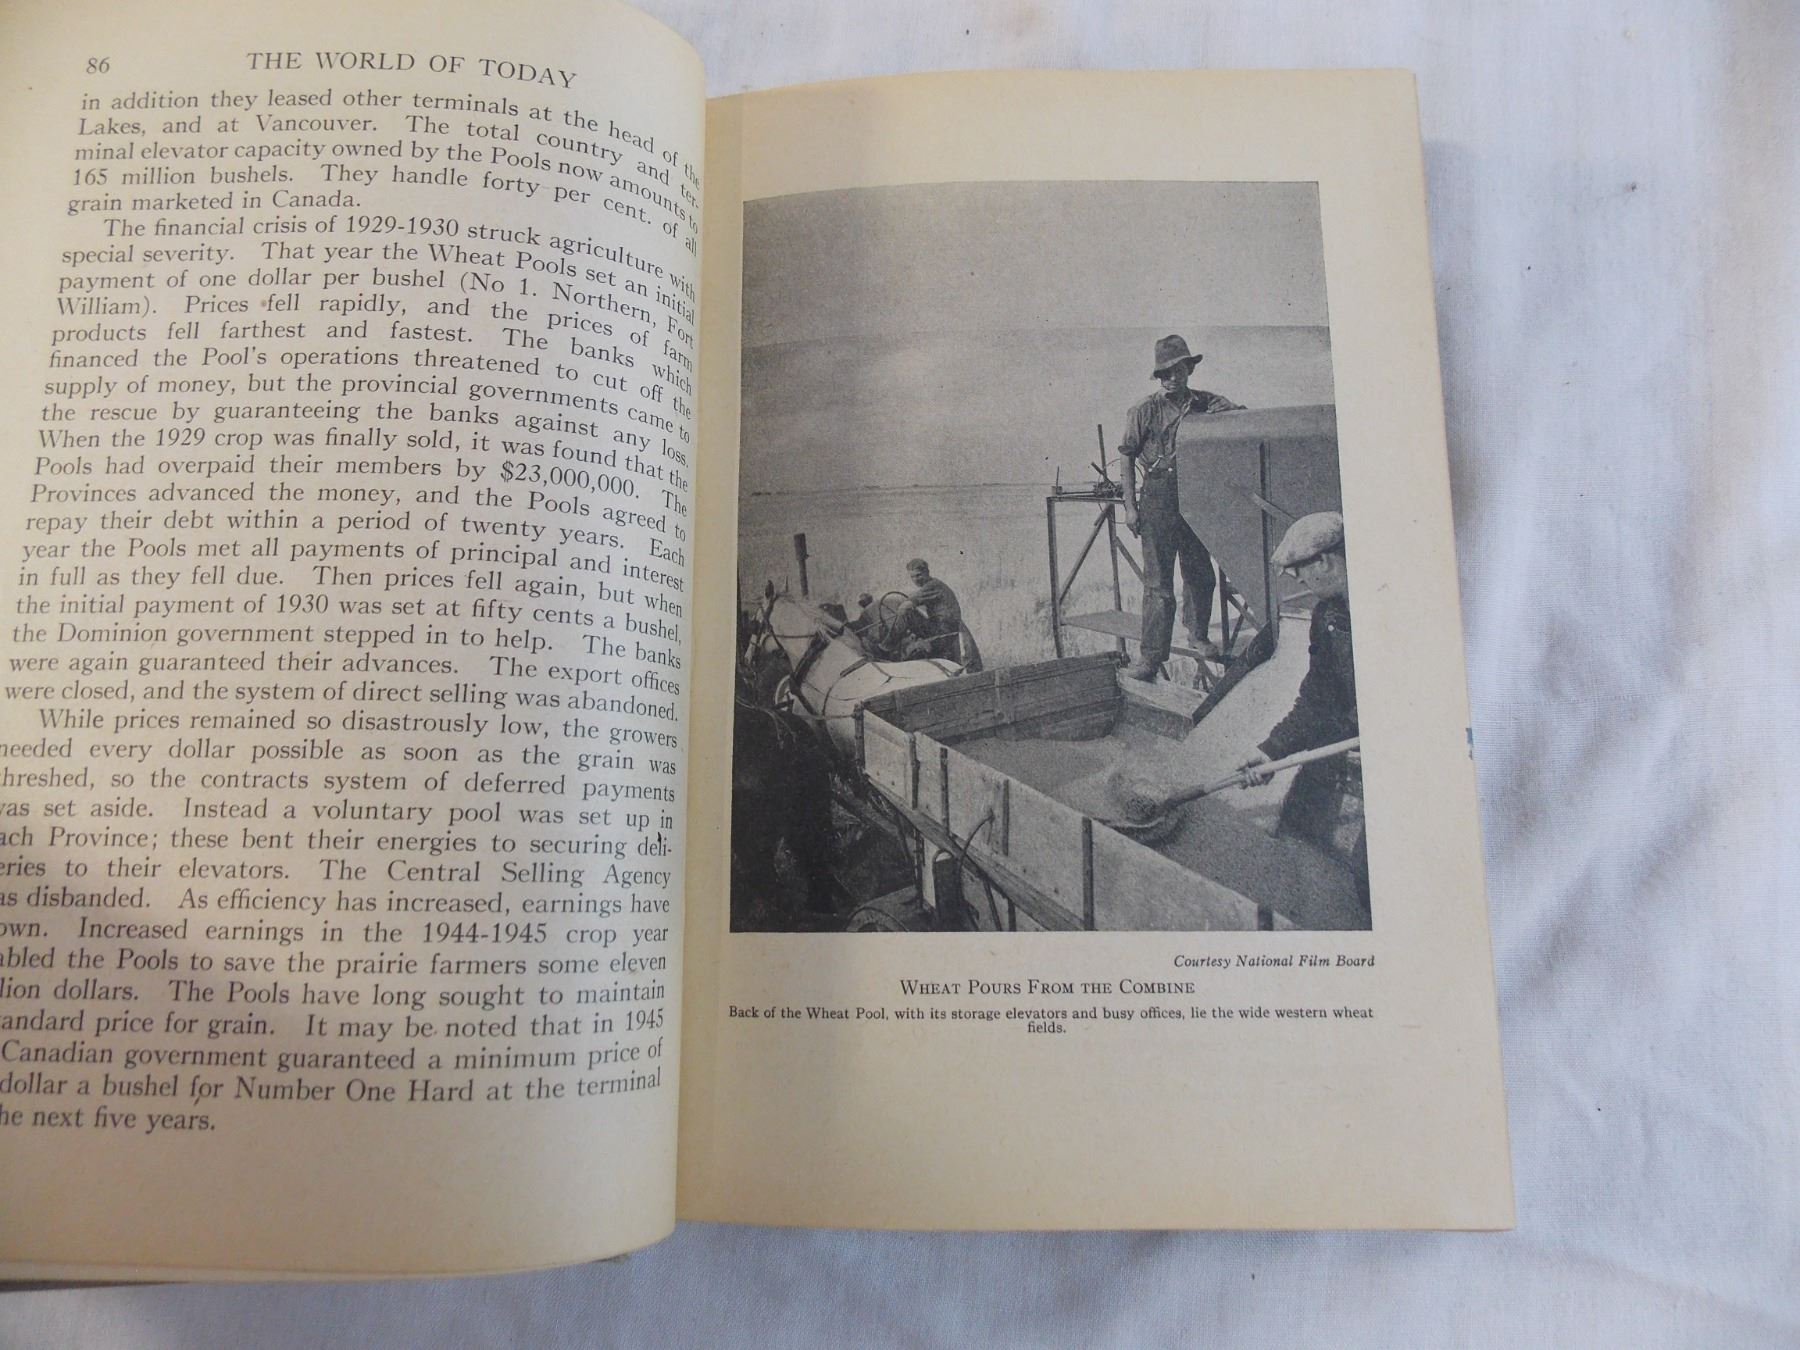 86 THE WORLD OF TODAY
in addition they leased other terminals at the head of the
Lakes, and at Vancouver. The total country and ter-
minal elevator capacity owned by the Pools now amounts to
165 million bushels. They handle forty per cent. of all
grain marketed in Canada.
The financial crisis of 1929-1930 struck agriculture with
special severity. That year the Wheat Pools set an initial
payment of one dollar per bushel (No 1. Northern, Fort
William). Prices fell rapidly, and the prices of farm
products fell farthest and fastest. The banks which
financed the Pool's operations threatened to cut off the
supply of money, but the provincial governments came to
the rescue by guaranteeing the banks against any loss.
When the 1929 crop was finally sold, it was found that the
Pools had overpaid their members by $23,000,000. The
Provinces advanced the money, and the Pools agreed to
repay their debt within a period of twenty years. Each
year the Pools met all payments of principal and interest
in full as they fell due. Then prices fell again, but when
the initial payment of 1930 was set at fifty cents a bushel,
the Dominion government stepped in to help. The banks
were again guaranteed their advances. The export offices
were closed, and the system of direct selling was abandoned.
While prices remained so disastrously low, the growers
needed every dollar possible as soon as the grain was
threshed, so the contracts system of deferred payments
was set aside. Instead a voluntary pool was set up in
ach Province; these bent their energies to securing deli-
eries to their elevators. The Central Selling Agency
as disbanded. As efficiency has increased, earnings have
own. Increased earnings in the 1944-1945 crop year
abled the Pools to save the prairie farmers some eleven
lion dollars. The Pools have long sought to maintain
andard price for grain. It may be noted that in 1945
Canadian government guaranteed a minimum price of
dollar a bushel for Number One Hard at the terminal
he next five years.
Courtesy National Film Board
WHEAT POURS FROM THE COMBINE
Back of the Wheat Pool, with its storage elevators and busy offices, lie the wide western wheat
fields.